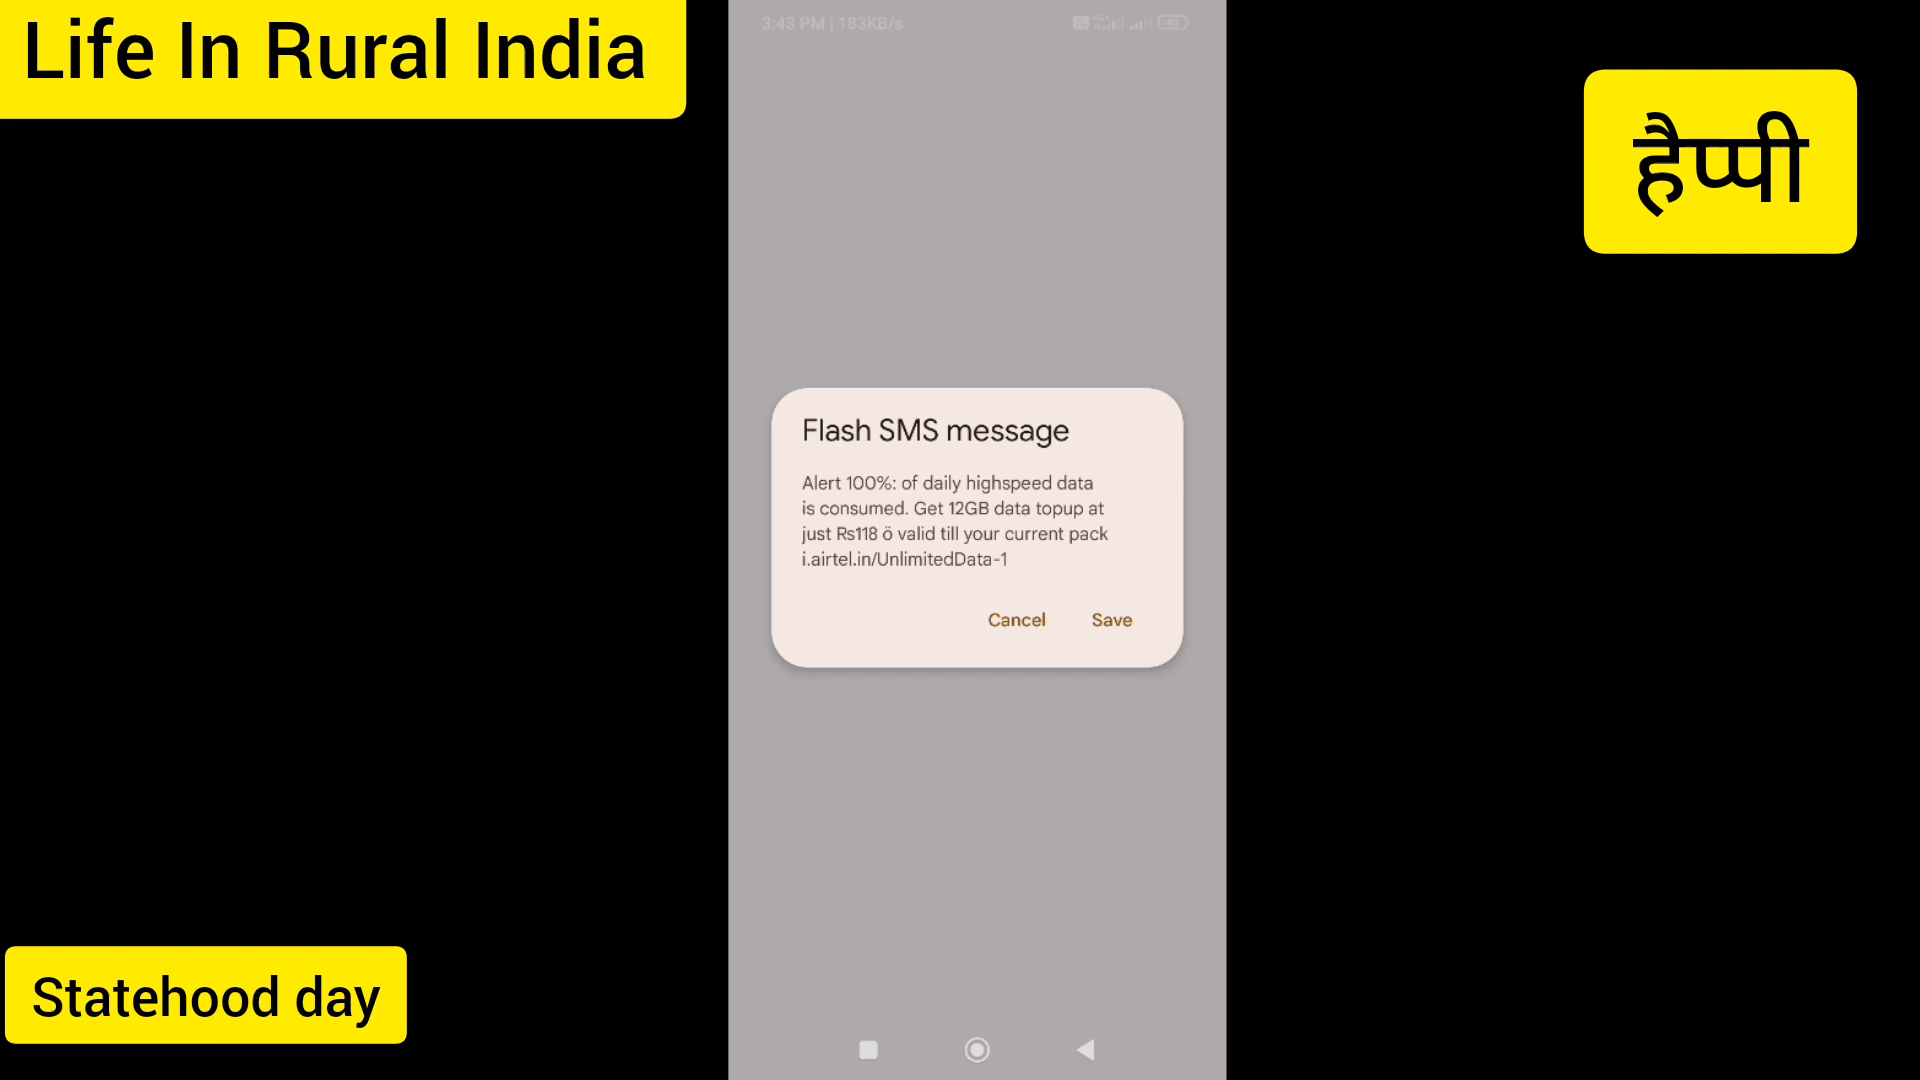 Life In Rural India
3:43 PM | 183KB/s
हैप्पी
Flash SMS message
Alert 100%: of daily highspeed data
is consumed. Get 12GB data topup at
just Rs118 ö valid till your current pack
i.airtel.in/UnlimitedData-1
Cancel Save
Statehood day